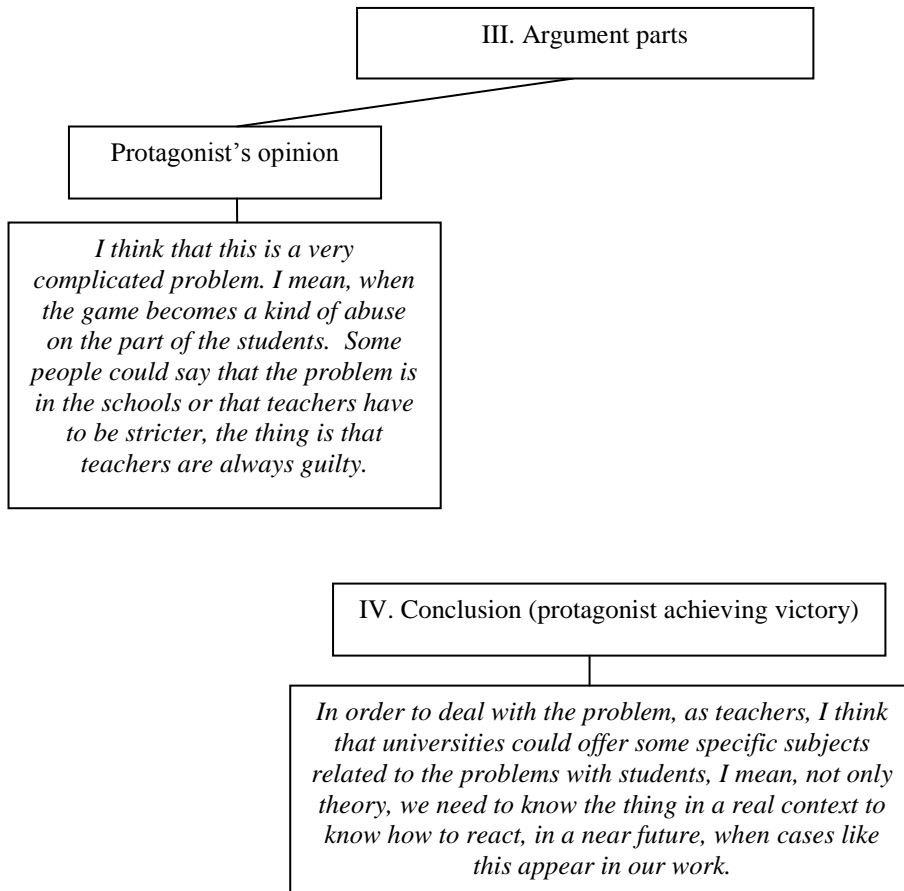 III. Argument parts
Protagonist’s opinion
I think that this is a very
complicated problem. I mean, when
the game becomes a kind of abuse
on the part of the students.  Some
people could say that the problem is
in the schools or that teachers have
to be stricter, the thing is that
teachers are always guilty.
IV. Conclusion (protagonist achieving victory)
In order to deal with the problem, as teachers, I think
that universities could offer some specific subjects
related to the problems with students, I mean, not only
theory, we need to know the thing in a real context to
know how to react, in a near future, when cases like
this appear in our work.